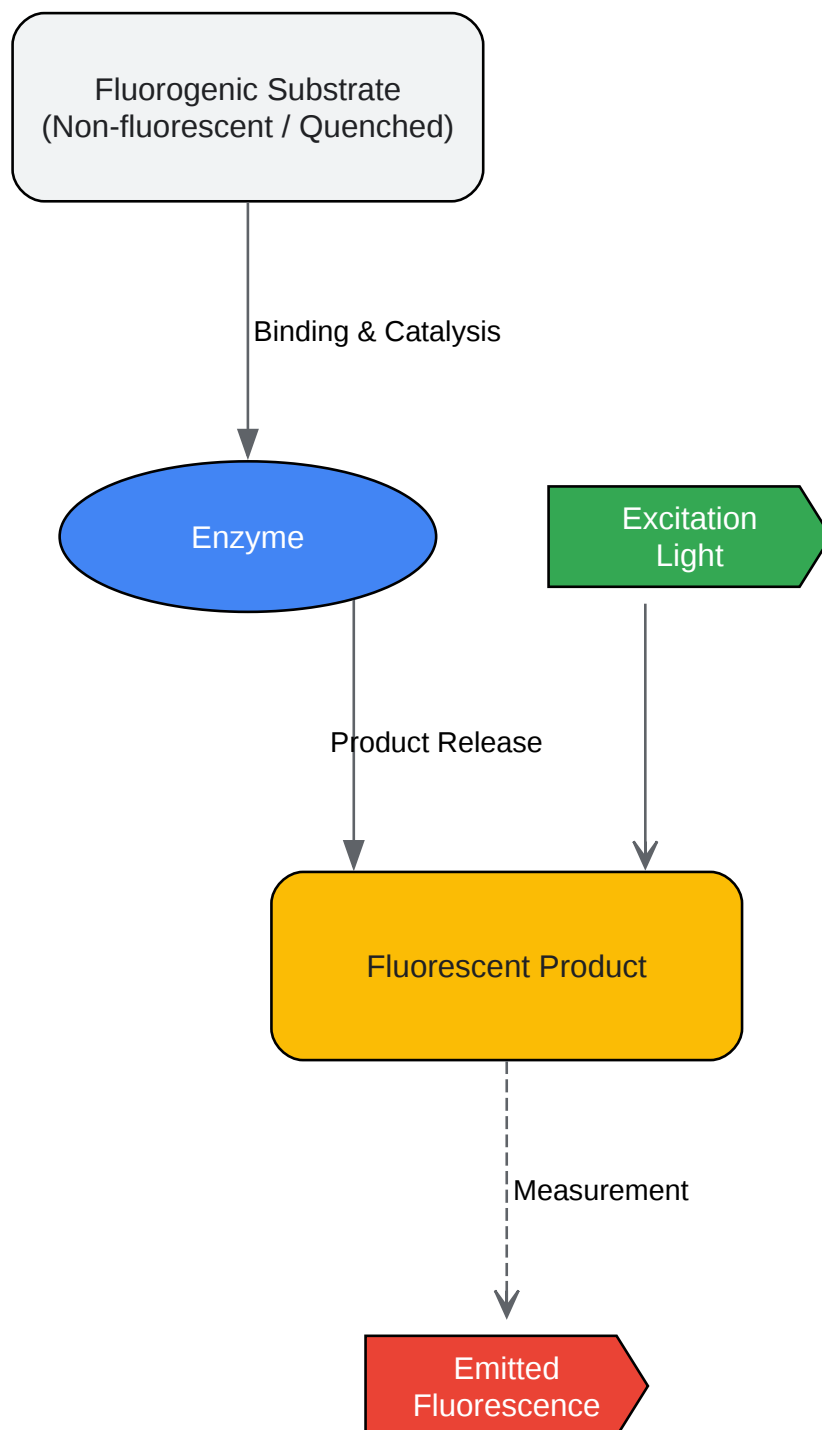 Fluorogenic Substrate
(Non-fluorescent / Quenched)
Binding & Catalysis
Enzyme
Excitation
Light
Product Release
Fluorescent Product
Measurement
Emitted
Fluorescence